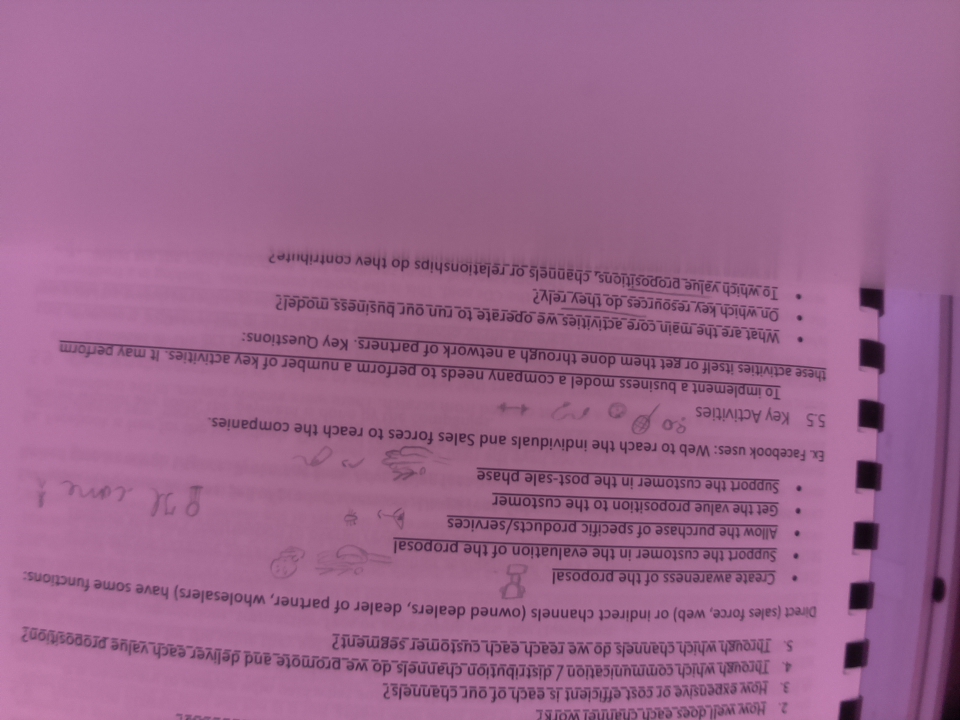 2. How well does each channel work?
3. How expensive or cost efficient is each of our channels?
4. Through which communication / distribution channels do we promote and deliver each value proposition?
5. Through which channels do we reach each customer segment?
Direct (sales force, web) or indirect channels (owned dealers, dealer of partner, wholesalers) have some functions:
• Create awareness of the proposal
• Support the customer in the evaluation of the proposal
• Allow the purchase of specific products/services
• Get the value proposition to the customer
• Support the customer in the post-sale phase
Ex. Facebook uses: Web to reach the individuals and Sales forces to reach the companies.
5.5 Key Activities
To implement a business model a company needs to perform a number of key activities. It may perform
these activities itself or get them done through a network of partners. Key Questions:
• What are the main core activities we operate to run our business model?
• On which key resources do they rely?
• To which value propositions, channels or relationships do they contribute?